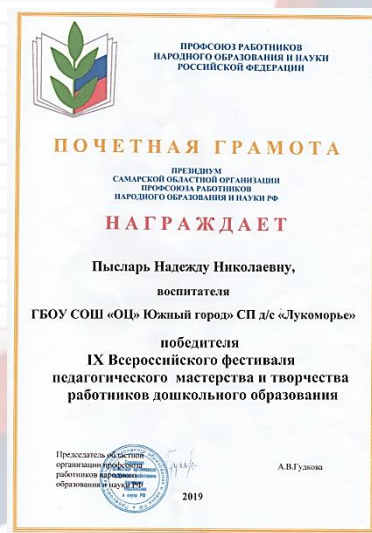 ПРОФСОЮЗ РАБОТНИКОВ
НАРОДНОГО ОБРАЗОВАНИЯ И НАУКИ
РОССИЙСКОЙ ФЕДЕРАЦИИ
ПОЧЕТНАЯ ГРАМОТА
ПРЕЗИДИУМ
САМАРСКОЙ ОБЛАСТНОЙ ОРГАНИЗАЦИИ
ПРОФСОЮЗА РАБОТНИКОВ
НАРОДНОГО ОБРАЗОВАНИЯ И НАУКИ РФ
НАГРАЖДАЕТ
Пысларь Надежду Николаевну,
воспитателя
ГБОУ СОШ «ОЦ» Южный город» СП д/с «Лукоморье»
победителя
IX Всероссийского фестиваля
педагогического мастерства и творчества
работников дошкольного образования
Председатель областной
организации профсоюза
работников народного
образования и науки РФ
А.В.Гудкова
2019